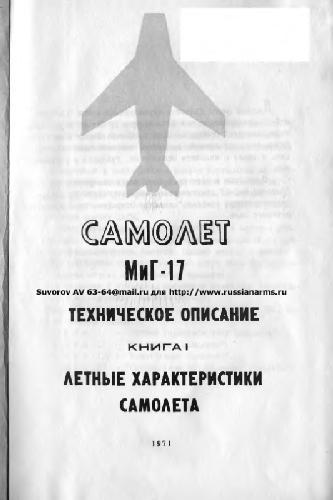 САМОЛЕТ
МиГ-17
Suvorov AV 63-64@mail.ru для http://www.russianarms.ru
ТЕХНИЧЕСКОЕ ОПИСАНИЕ
КНИГА I
ЛЕТНЫЕ ХАРАКТЕРИСТИКИ
САМОЛЕТА
1971